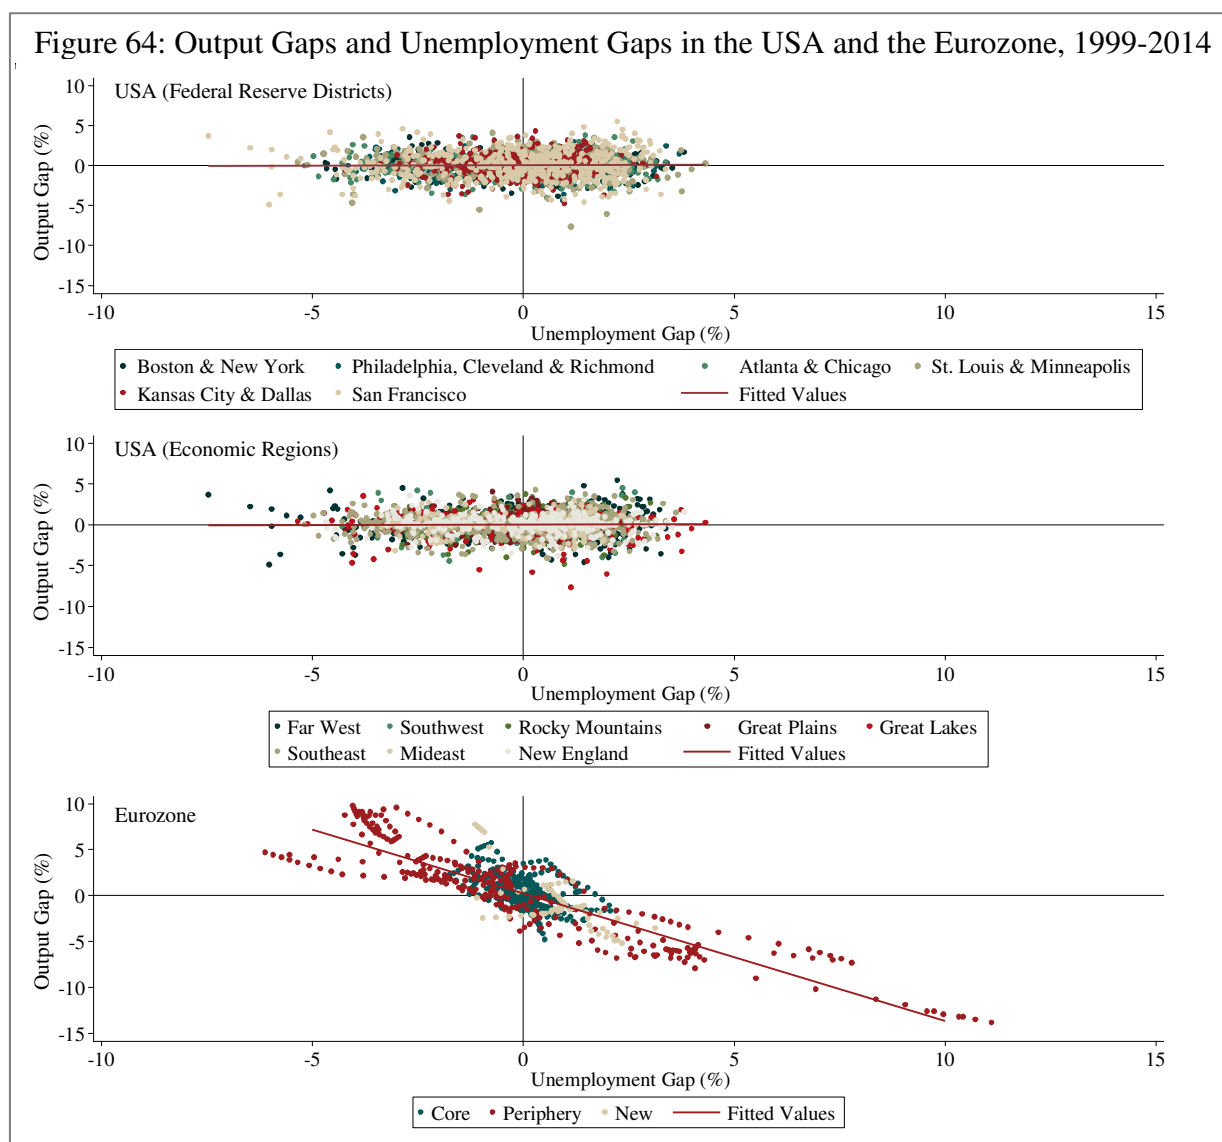 Figure 64: Output Gaps and Unemployment Gaps in the USA and the Eurozone, 1999-2014
USA (Federal Reserve Districts)
10
5
0
-5
-10
-15
Output Gap (%)
-10 -5 0 5 10 15
Unemployment Gap (%)
Boston & New York Philadelphia, Cleveland & Richmond Atlanta & Chicago St. Louis & Minneapolis
Kansas City & Dallas San Francisco Fitted Values
USA (Economic Regions)
10
5
0
-5
-10
-15
Output Gap (%)
-10 -5 0 5 10 15
Unemployment Gap (%)
Far West Southwest Rocky Mountains Great Plains Great Lakes
Southeast Mideast New England Fitted Values
Eurozone
10
5
0
-5
-10
-15
Output Gap (%)
-10 -5 0 5 10 15
Unemployment Gap (%)
Core Periphery New Fitted Values